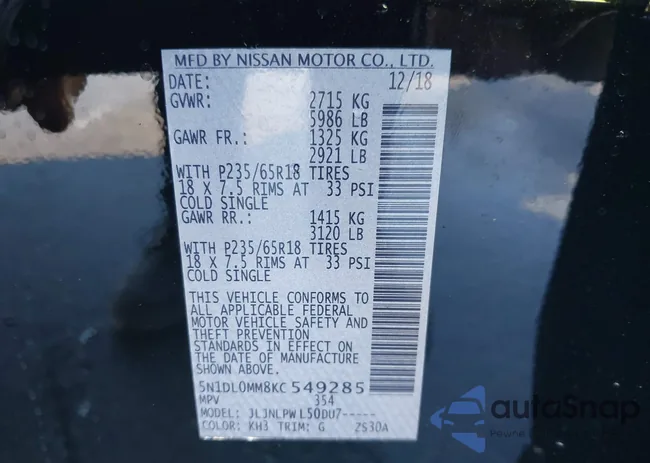 MFD BY NISSAN MOTOR CO., LTD.
DATE: 12/18
GVWR: 2715 KG
5986 LB
GAWR FR.: 1325 KG
2921 LB
WITH P235/65R18 TIRES
18 X 7.5 RIMS AT 33 PSI
COLD SINGLE
GAWR RR.: 1415 KG
3120 LB
WITH P235/65R18 TIRES
18 X 7.5 RIMS AT 33 PSI
COLD SINGLE
THIS VEHICLE CONFORMS TO
ALL APPLICABLE FEDERAL
MOTOR VEHICLE SAFETY AND
THEFT PREVENTION
STANDARDS IN EFFECT ON
THE DATE OF MANUFACTURE
SHOWN ABOVE.
5N1DL0MM8KC549285
MPV 354
MODEL: JLJNLPWL50DU7-----
COLOR: KH3 TRIM: G 2S30A
autoSnap